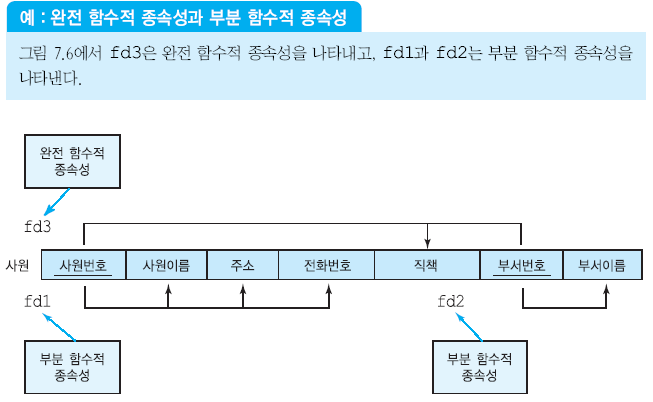 예 : 완전 함수적 종속성과 부분 함수적 종속성
그림 7.6에서 fd3은 완전 함수적 종속성을 나타내고, fd1과 fd2는 부분 함수적 종속성을
나타낸다.
완전 함수적
종속성
fd3
사원 사원번호 사원이름 주소 전화번호 직책 부서번호 부서이름
fd1 fd2
부분 함수적 부분 함수적
종속성 종속성